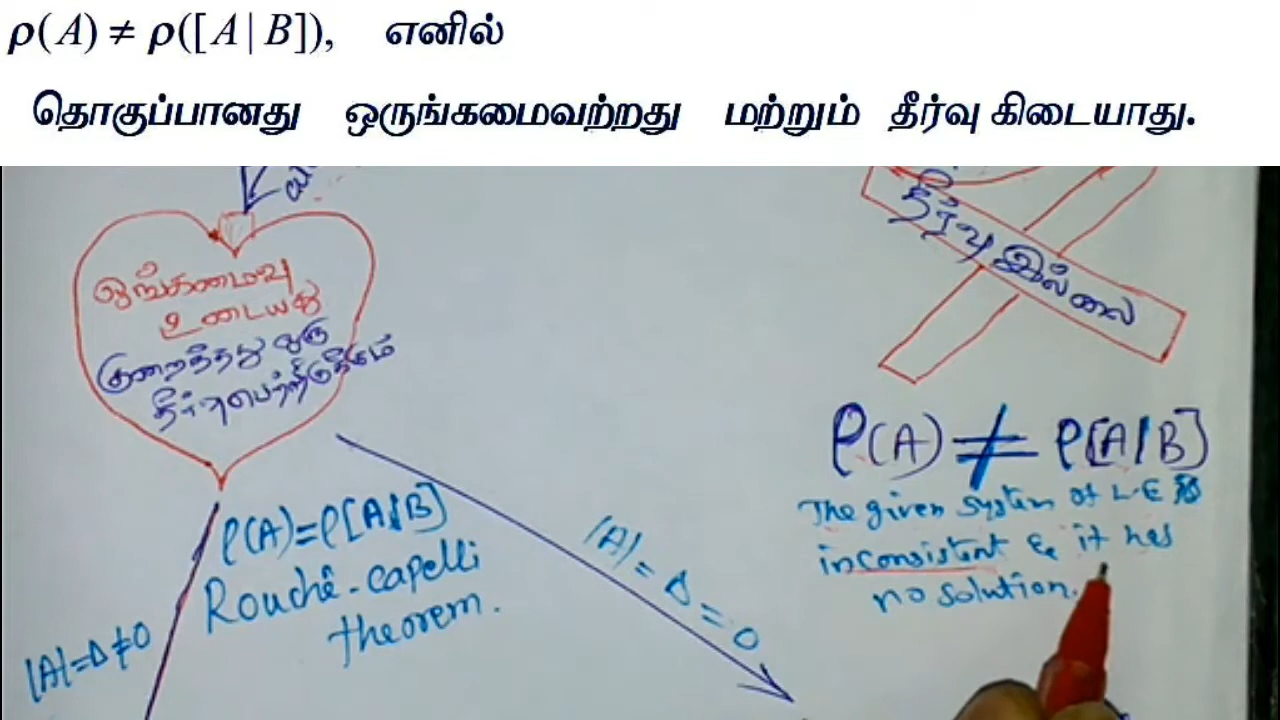 ρ(A) ≠ ρ([A|B]), எனில்
தொகுப்பானது ஒருங்கமைவற்றது மற்றும் தீர்வு கிடையாது.
ஒங்கமைவு
உடையது
குறைந்தது ஒரு
தீர்வு பெற்றிருக்கும்
ρ(A)=ρ[A|B]
Rouché-capelli
theorem.
|A|=Δ≠0
|A|=Δ=0
தீர்வு இல்லை
ρ(A) ≠ ρ[A|B]
The given system of L.E is
inconsistent & it has
no solution.